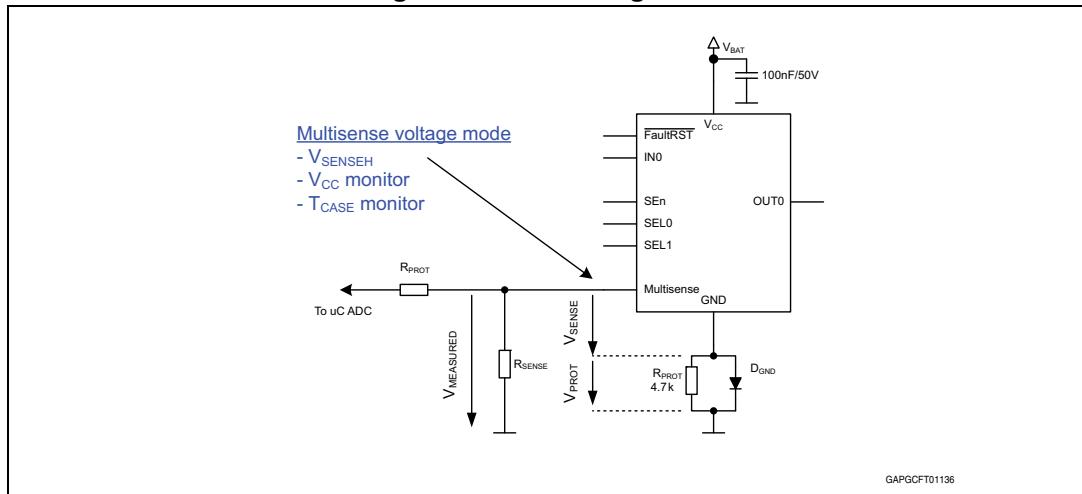 VBAT
100nF/50V
VCC
Multisense voltage mode
- VSENSEH
- VCC monitor
- TCASE monitor
FaultRST
IN0
SEn
SEL0
SEL1
OUT0
Multisense
GND
RPROT
To uC ADC
VMEASURED
RSENSE
VSENSE
VPROT
RPROT
4.7k
DGND
GAPGCFT01136